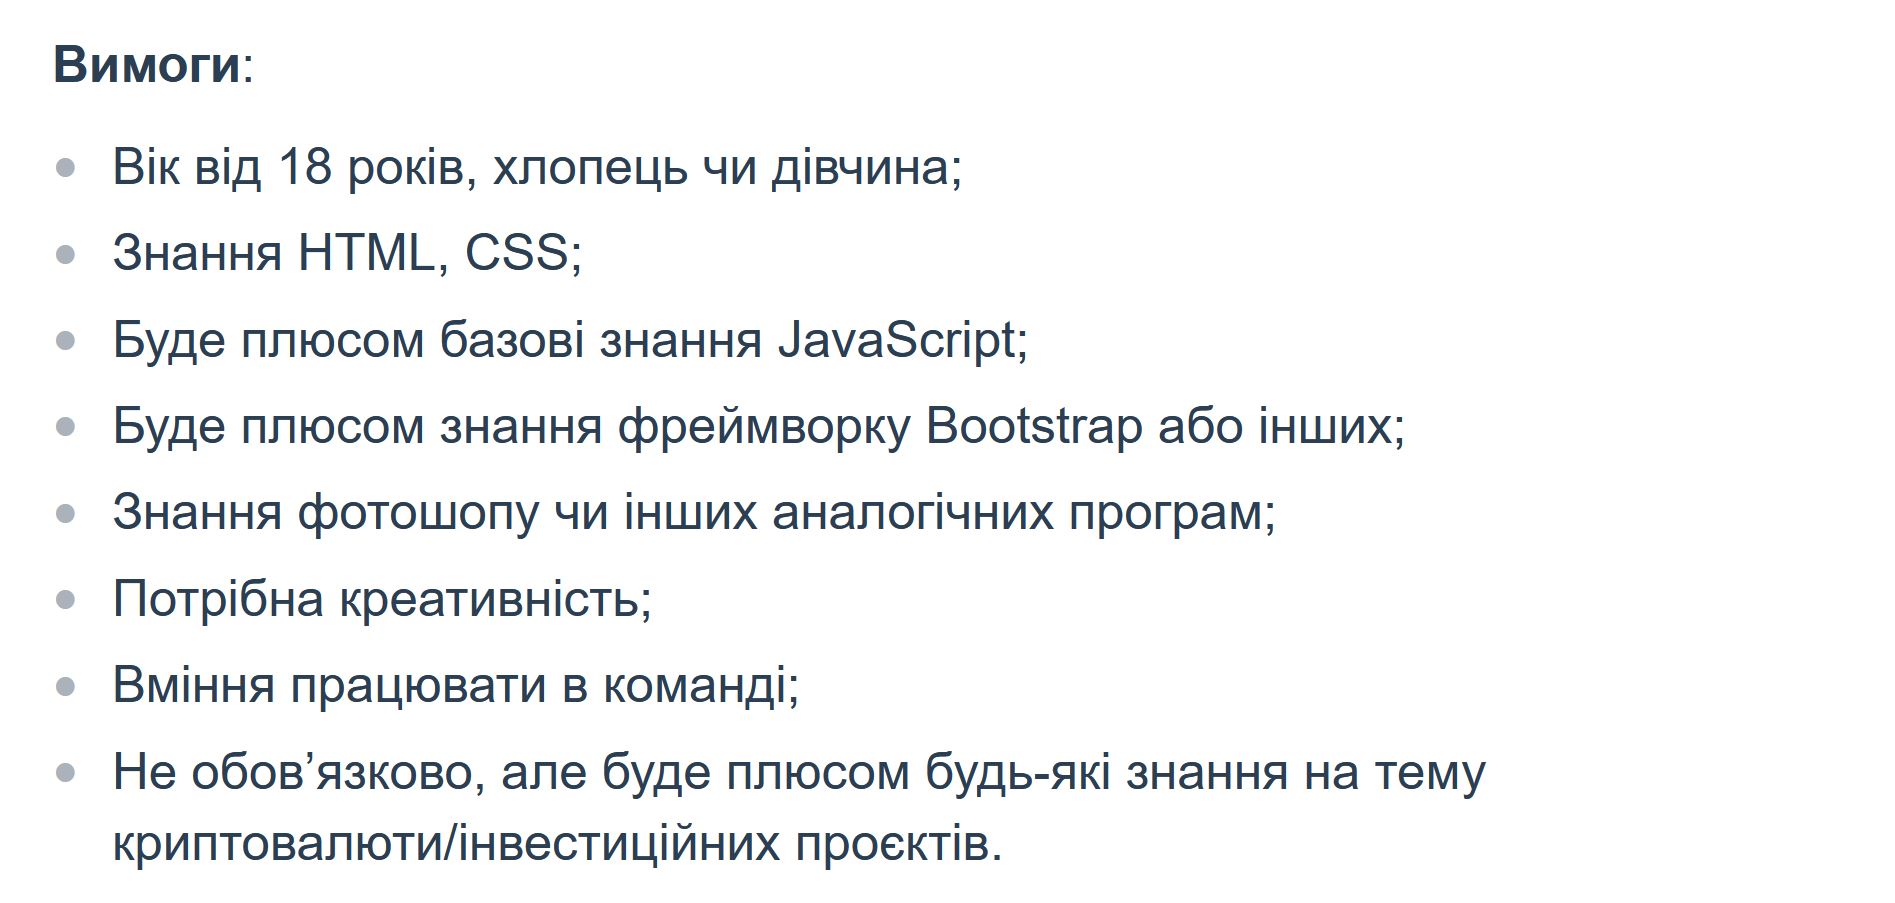 Вимоги:
Вік від 18 років, хлопець чи дівчина;
Знання HTML, CSS;
Буде плюсом базові знання JavaScript;
Буде плюсом знання фреймворку Bootstrap або інших;
Знання фотошопу чи інших аналогічних програм;
Потрібна креативність;
Вміння працювати в команді;
Не обов’язково, але буде плюсом будь-які знання на тему
криптовалюти/інвестиційних проєктів.